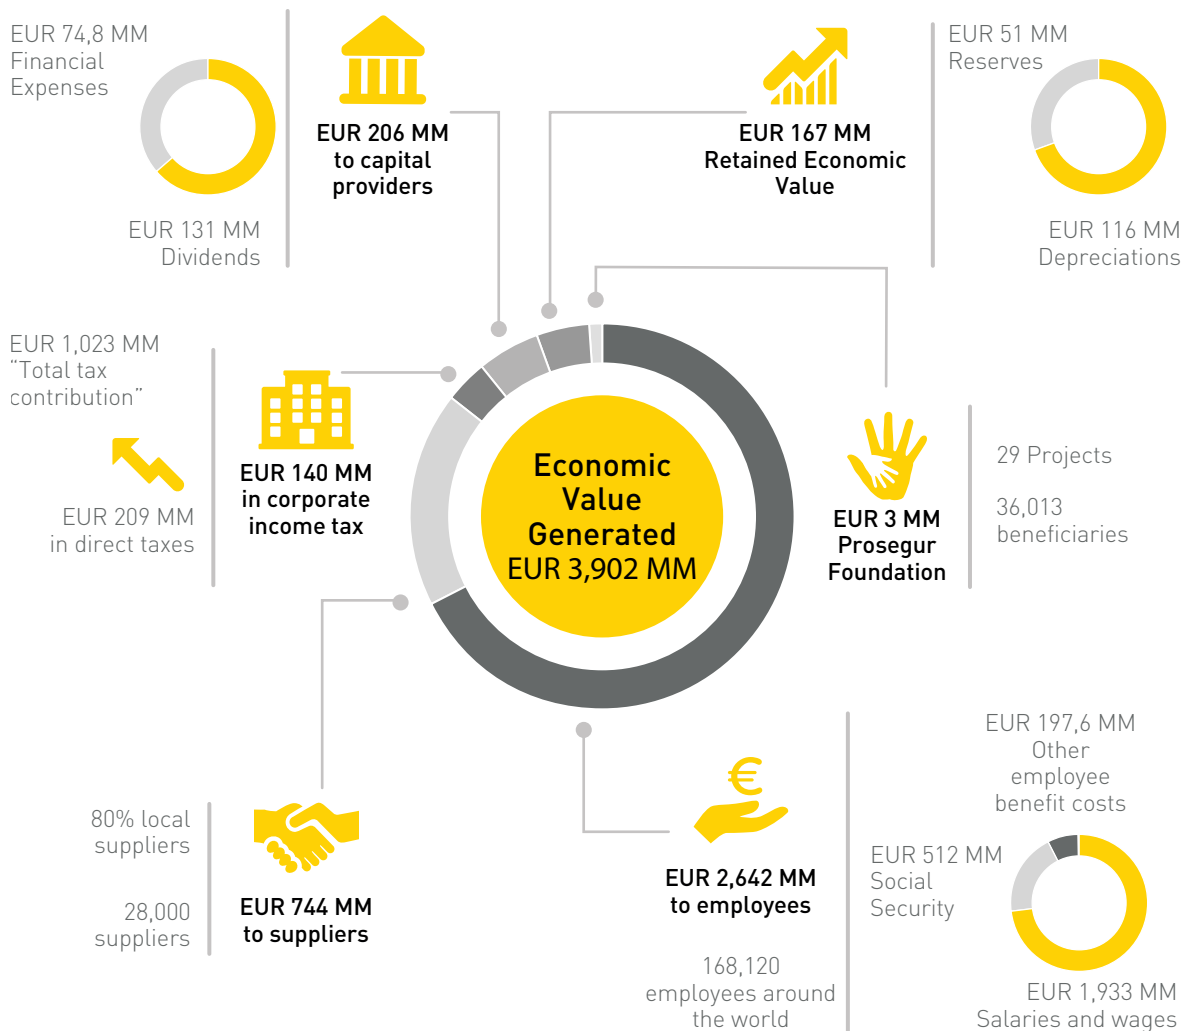 EUR 74,8 MM
Financial
Expenses
EUR 131 MM
Dividends
EUR 206 MM
to capital
providers
EUR 167 MM
Retained Economic
Value
EUR 51 MM
Reserves
EUR 116 MM
Depreciations
EUR 1,023 MM
“Total tax
contribution”
EUR 209 MM
in direct taxes
EUR 140 MM
in corporate
income tax
Economic
Value
Generated
EUR 3,902 MM
EUR 3 MM
Prosegur
Foundation
29 Projects
36,013
beneficiaries
80% local
suppliers
28,000
suppliers
EUR 744 MM
to suppliers
€
EUR 2,642 MM
to employees
168,120
employees around
the world
EUR 197,6 MM
Other
employee
benefit costs
EUR 512 MM
Social
Security
EUR 1,933 MM
Salaries and wages